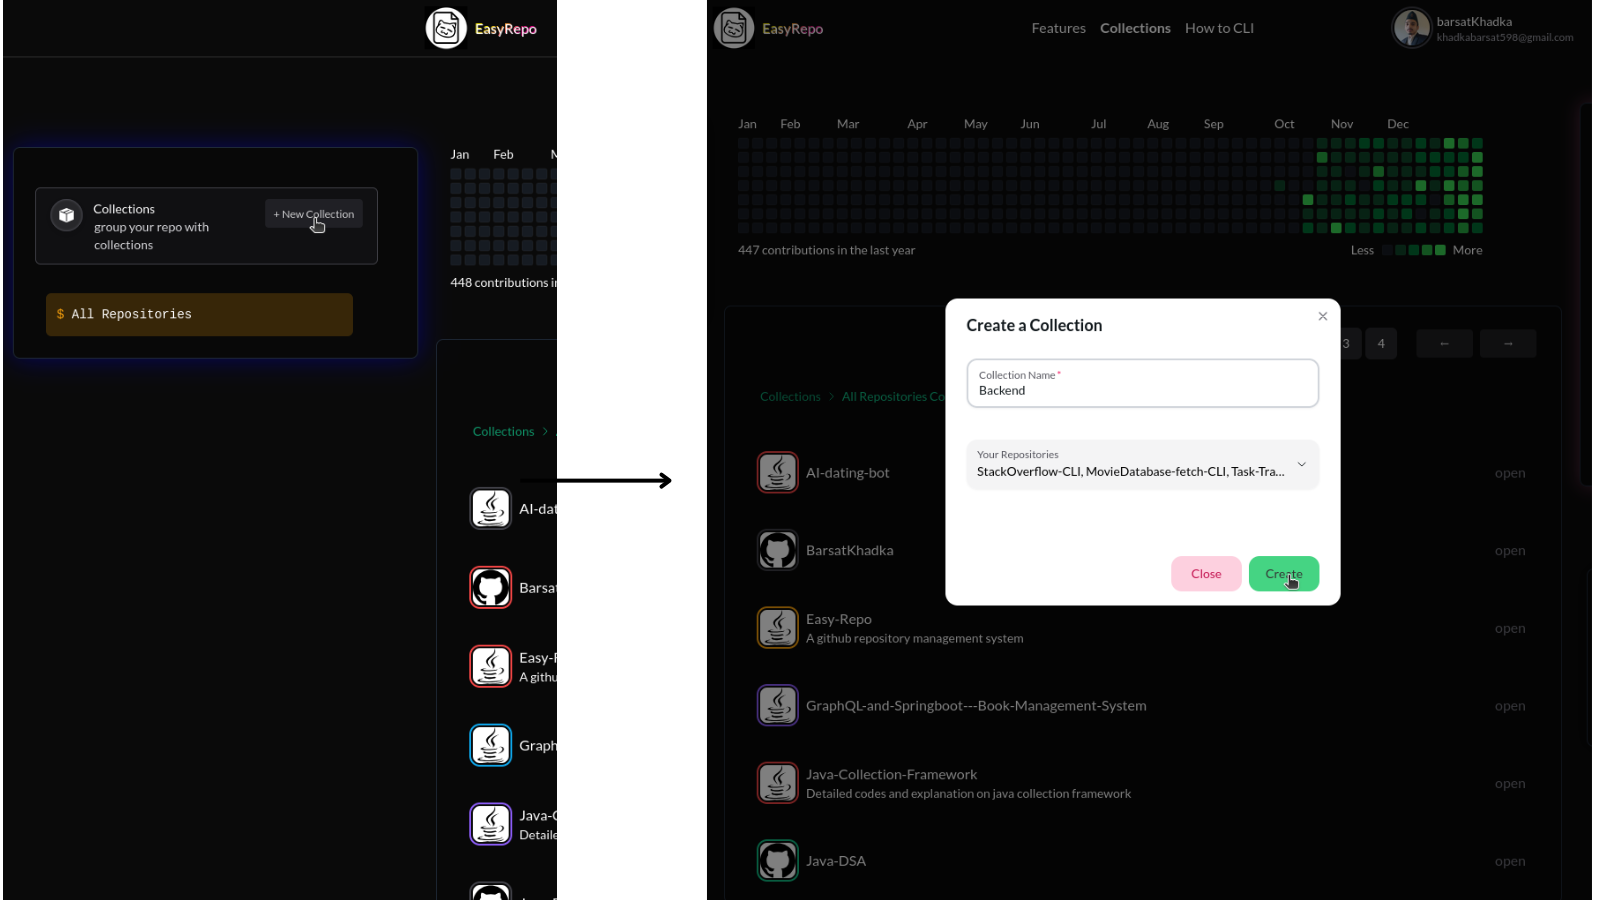 EasyRepo
Collections
group your repo with
collections
+ New Collection
$ All Repositories
Jan Feb
448 contributions
Collections >
AI-dat
Barsat
Easy-
A githu
Graph
Java-
Detaile
EasyRepo
Features Collections How to CLI
barsatKhadka
khadkabarsat598@gmail.com
Jan Feb Mar Apr May Jun Jul Aug Sep Oct Nov Dec
447 contributions in the last year
Less More
3 4 ← →
Collections > All Repositories Co
AI-dating-bot open
BarsatKhadka open
Easy-Repo
A github repository management system
open
GraphQL-and-Springboot---Book-Management-System open
Java-Collection-Framework
Detailed codes and explanation on java collection framework
open
Java-DSA open
Create a Collection
Collection Name*
Backend
Your Repositories
StackOverflow-CLI, MovieDatabase-fetch-CLI, Task-Tra...
Close Create